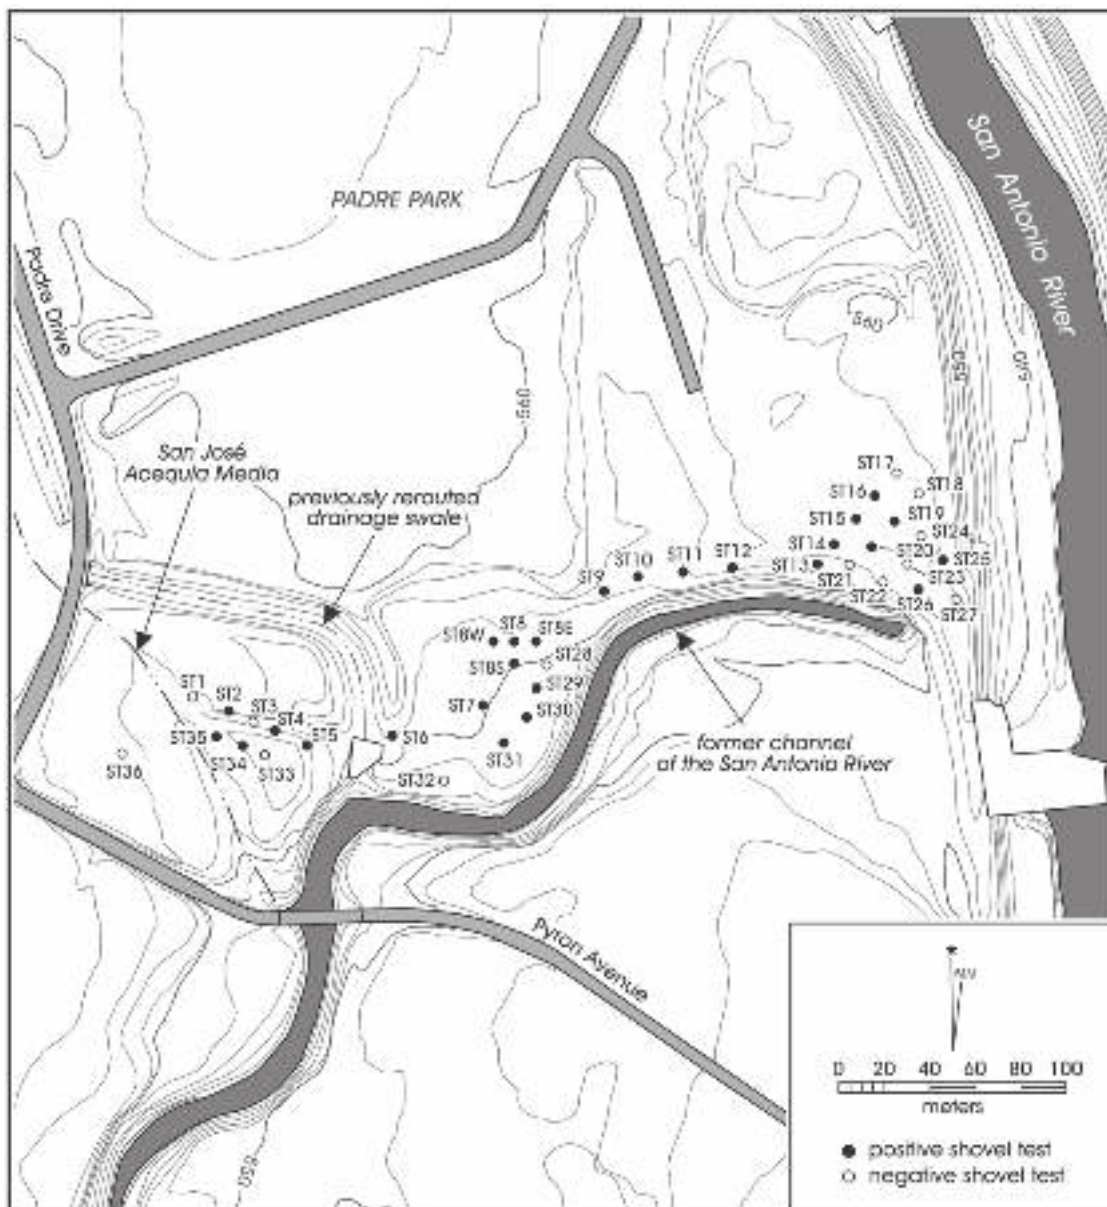 San Antonio River
PADRE PARK
Padre Drive
560
560
550
540
San José
Acequia Media
previously rerouted
drainage swale
ST17
ST18
ST16
ST19
ST15
ST24
ST14
ST20
ST25
ST13
ST21
ST23
ST22
ST26
ST27
ST12
ST11
ST10
ST9
ST8
ST8W
ST8E
ST8S
ST28
ST29
ST7
ST30
ST31
ST6
ST32
ST1
ST2
ST3
ST4
ST5
ST35
ST34
ST33
ST36
former channel
of the San Antonio River
Pyron Avenue
550
0 20 40 60 80 100
meters
positive shovel test
negative shovel test